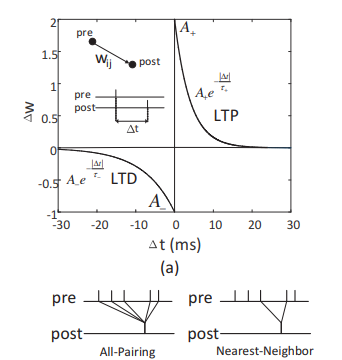 2
1.5
1
0.5
0
-0.5
-1
Δw
pre
post
W_ij
pre
post
Δt
A_+
A_+e^{-|Δt|/τ_+}
LTP
A_-e^{-|Δt|/τ_-} LTD
A_-
-30 -20 -10 0 10 20 30
Δt (ms)
(a)
pre pre
post post
All-Pairing Nearest-Neighbor